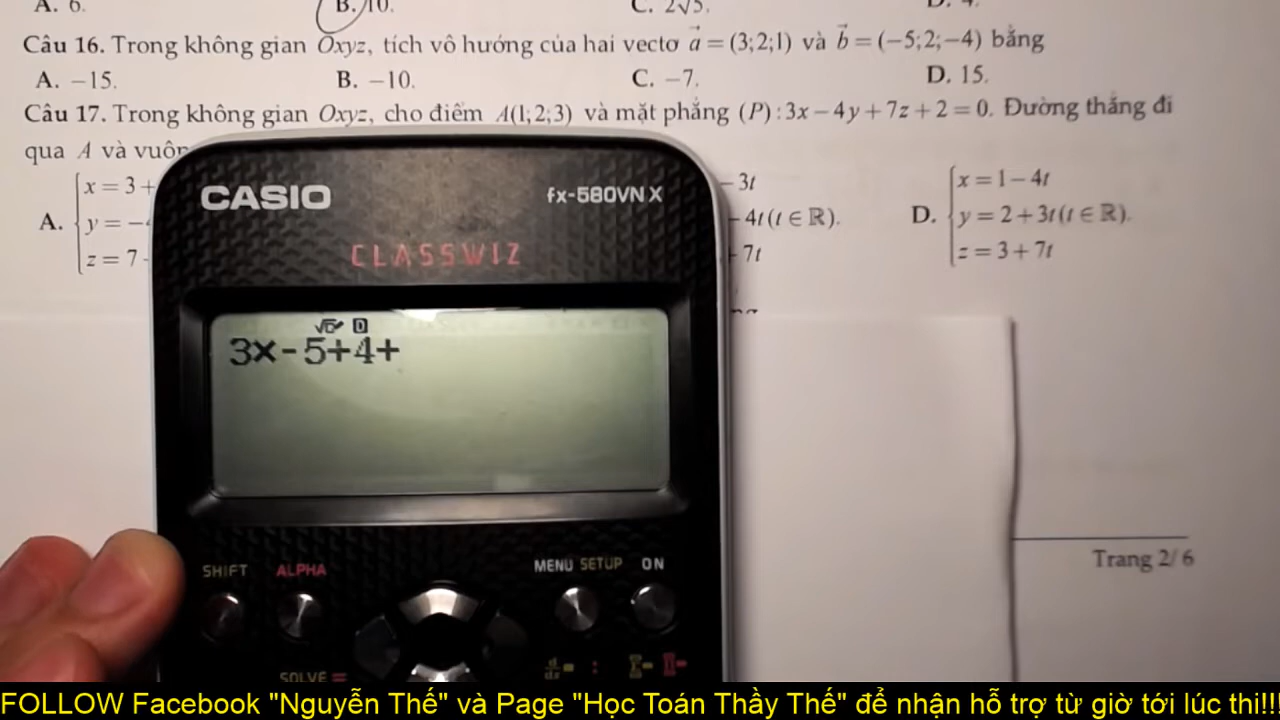 A. 6. B. 10. C. 2√5. D. 4.
Câu 16. Trong không gian Oxyz, tích vô hướng của hai vectơ a⃗ = (3;2;1) và b⃗ = (−5;2;−4) bằng
A. −15. B. −10. C. −7. D. 15.
Câu 17. Trong không gian Oxyz, cho điểm A(1;2;3) và mặt phẳng (P): 3x − 4y + 7z + 2 = 0. Đường thẳng đi
qua A và vuôn
x = 3 + − 3t x = 1 − 4t
A. y = − − 4t (t ∈ ℝ). D. y = 2 + 3t (t ∈ ℝ).
z = 7 + 7t z = 3 + 7t
CASIO fx-580VN X
CLASSWIZ
√ D
3×-5+4+
SHIFT ALPHA MENU SETUP ON
SOLVE = d/dx = : Σ= Π=
Trang 2/ 6
FOLLOW Facebook "Nguyễn Thế" và Page "Học Toán Thầy Thế" để nhận hỗ trợ từ giờ tới lúc thi!!!